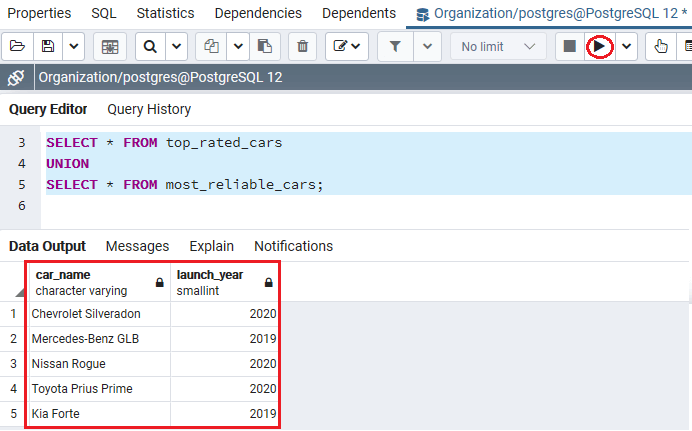 Properties SQL Statistics Dependencies Dependents Organization/postgres@PostgreSQL 12 *
No limit
Organization/postgres@PostgreSQL 12
Query Editor Query History
3 SELECT * FROM top_rated_cars
4 UNION
5 SELECT * FROM most_reliable_cars;
6
Data Output Messages Explain Notifications
car_name launch_year
character varying smallint
1 Chevrolet Silveradon 2020
2 Mercedes-Benz GLB 2019
3 Nissan Rogue 2020
4 Toyota Prius Prime 2020
5 Kia Forte 2019